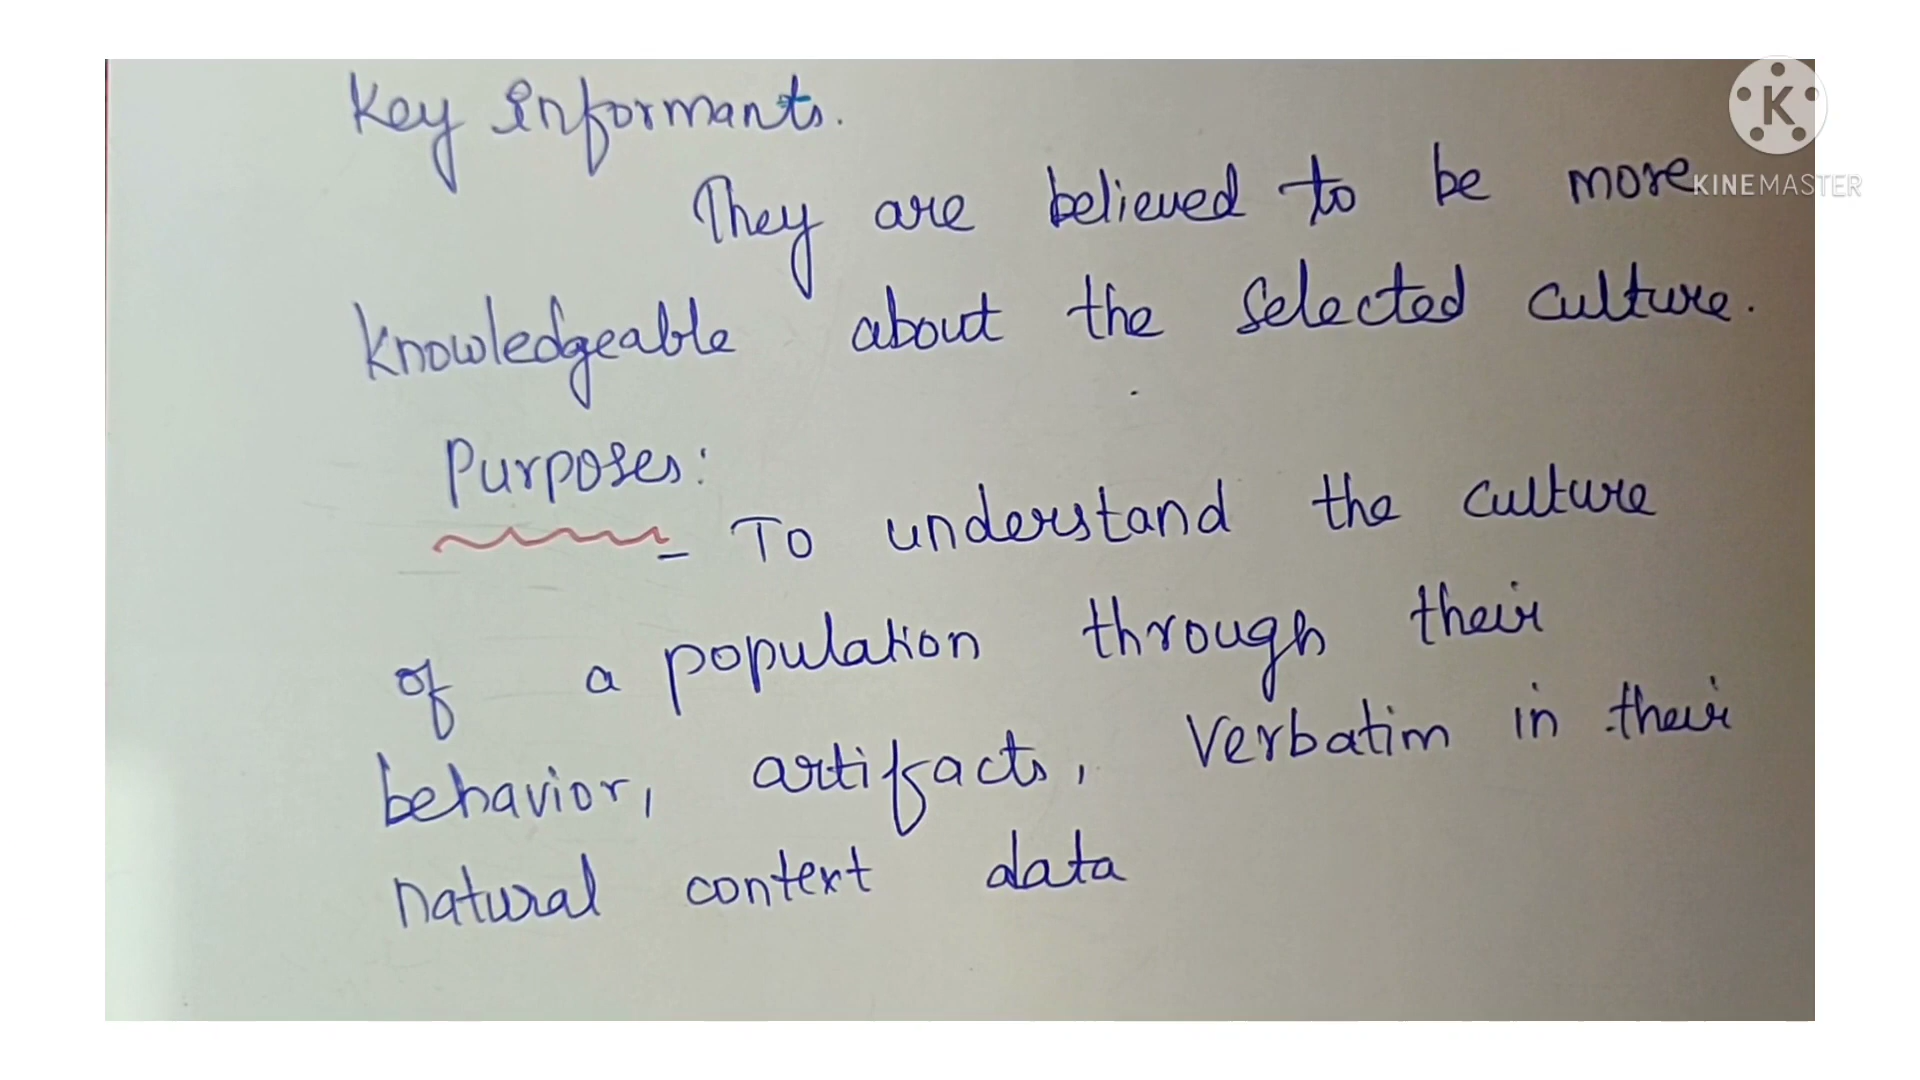 Key informants.
They are believed to be more
KINEMASTER
knowledgeable about the selected culture.
Purposes:
- To understand the culture
of a population through their
behavior, artifacts, Verbatim in their
natural context data